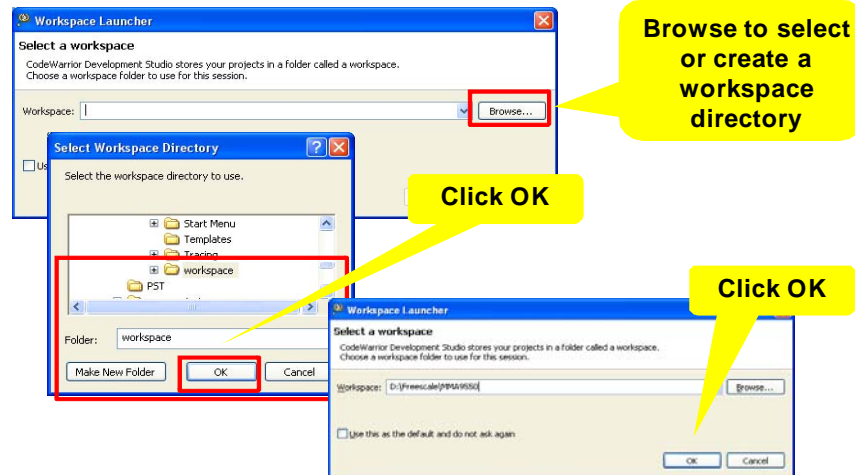 Workspace Launcher
Select a workspace
CodeWarrior Development Studio stores your projects in a folder called a workspace.
Choose a workspace folder to use for this session.
Workspace:
Browse...
Browse to select
or create a
workspace
directory
Us
Select Workspace Directory
Select the workspace directory to use.
Start Menu
Templates
Tracing
workspace
PST
Folder: workspace
Make New Folder
OK
Cancel
Click OK
Click OK
Workspace Launcher
Select a workspace
CodeWarrior Development Studio stores your projects in a folder called a workspace.
Choose a workspace folder to use for this session.
Workspace: D:\Freescale\MMA9550
Browse...
Use this as the default and do not ask again
OK
Cancel